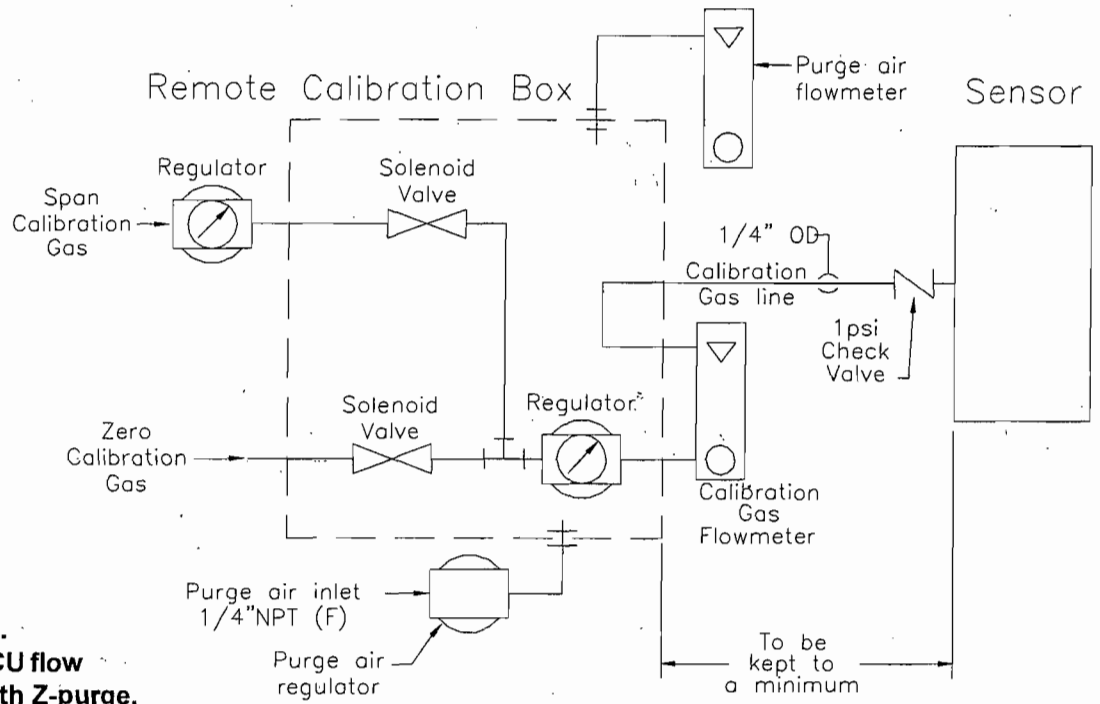 Remote Calibration Box
Purge air
flowmeter
Sensor
Regulator
Solenoid
Valve
Span
Calibration
Gas
1/4" OD
Calibration
Gas line
1psi
Check
Valve
Solenoid
Valve
Regulator
Zero
Calibration
Gas
Calibration
Gas
Flowmeter
Purge air inlet
1/4"NPT (F)
Purge air
regulator
To be
kept to
a minimum
CU flow
th Z-purge.